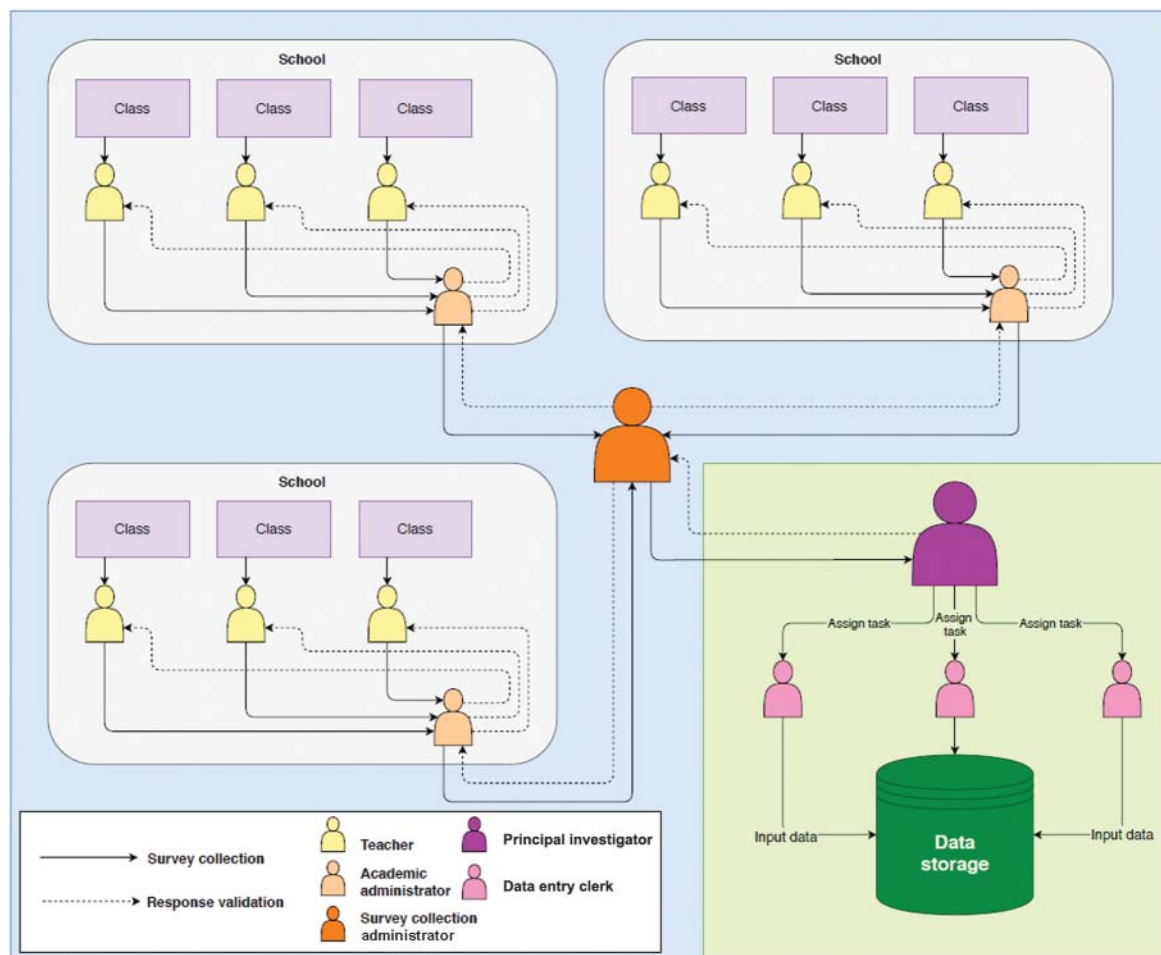 School
Class
Class
Class
School
Class
Class
Class
School
Class
Class
Class
Assign task
Assign
task
Assign task
Input data
Data
storage
Input data
Survey collection
Response validation
Teacher
Academic
administrator
Survey collection
administrator
Principal investigator
Data entry clerk